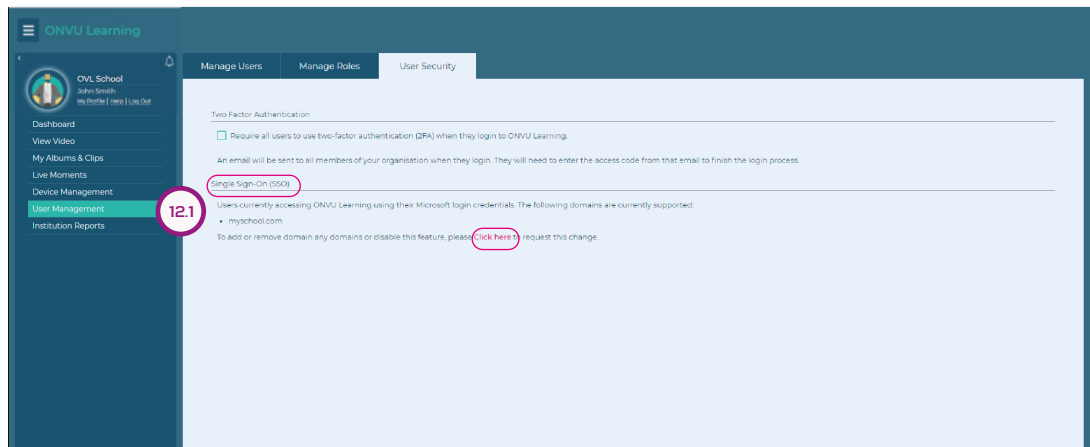 ONVU Learning
OVL School
John Smith
My Profile | Help | Log Out
Dashboard
View Video
My Albums & Clips
Live Moments
Device Management
User Management
Institution Reports
12.1
Manage Users Manage Roles User Security
Two Factor Authentication
Require all users to use two-factor authentication (2FA) when they login to ONVU Learning.
An email will be sent to all members of your organisation when they login. They will need to enter the access code from that email to finish the login process.
Single Sign-On (SSO)
Users currently accessing ONVU Learning using their Microsoft login credentials. The following domains are currently supported:
• myschool.com
To add or remove domain any domains or disable this feature, please Click here to request this change.